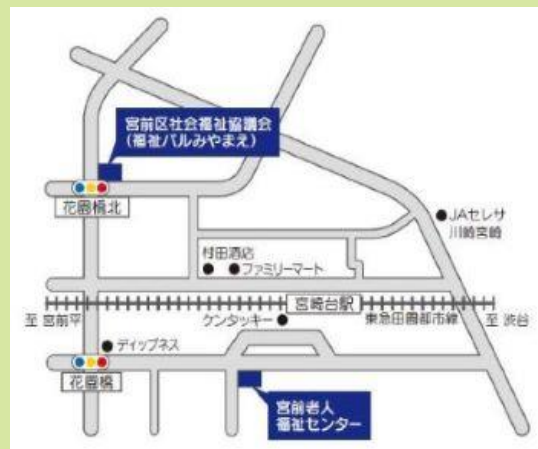 宮前区社会福祉協議会
(福祉パルみやまえ)
花園橋北
JAセレサ
川崎宮崎
村田酒店
ファミリーマート
宮崎台駅
至 宮前平
ケンタッキー
東急田園都市線
至 渋谷
ディップネス
花園橋
宮前老人
福祉センター